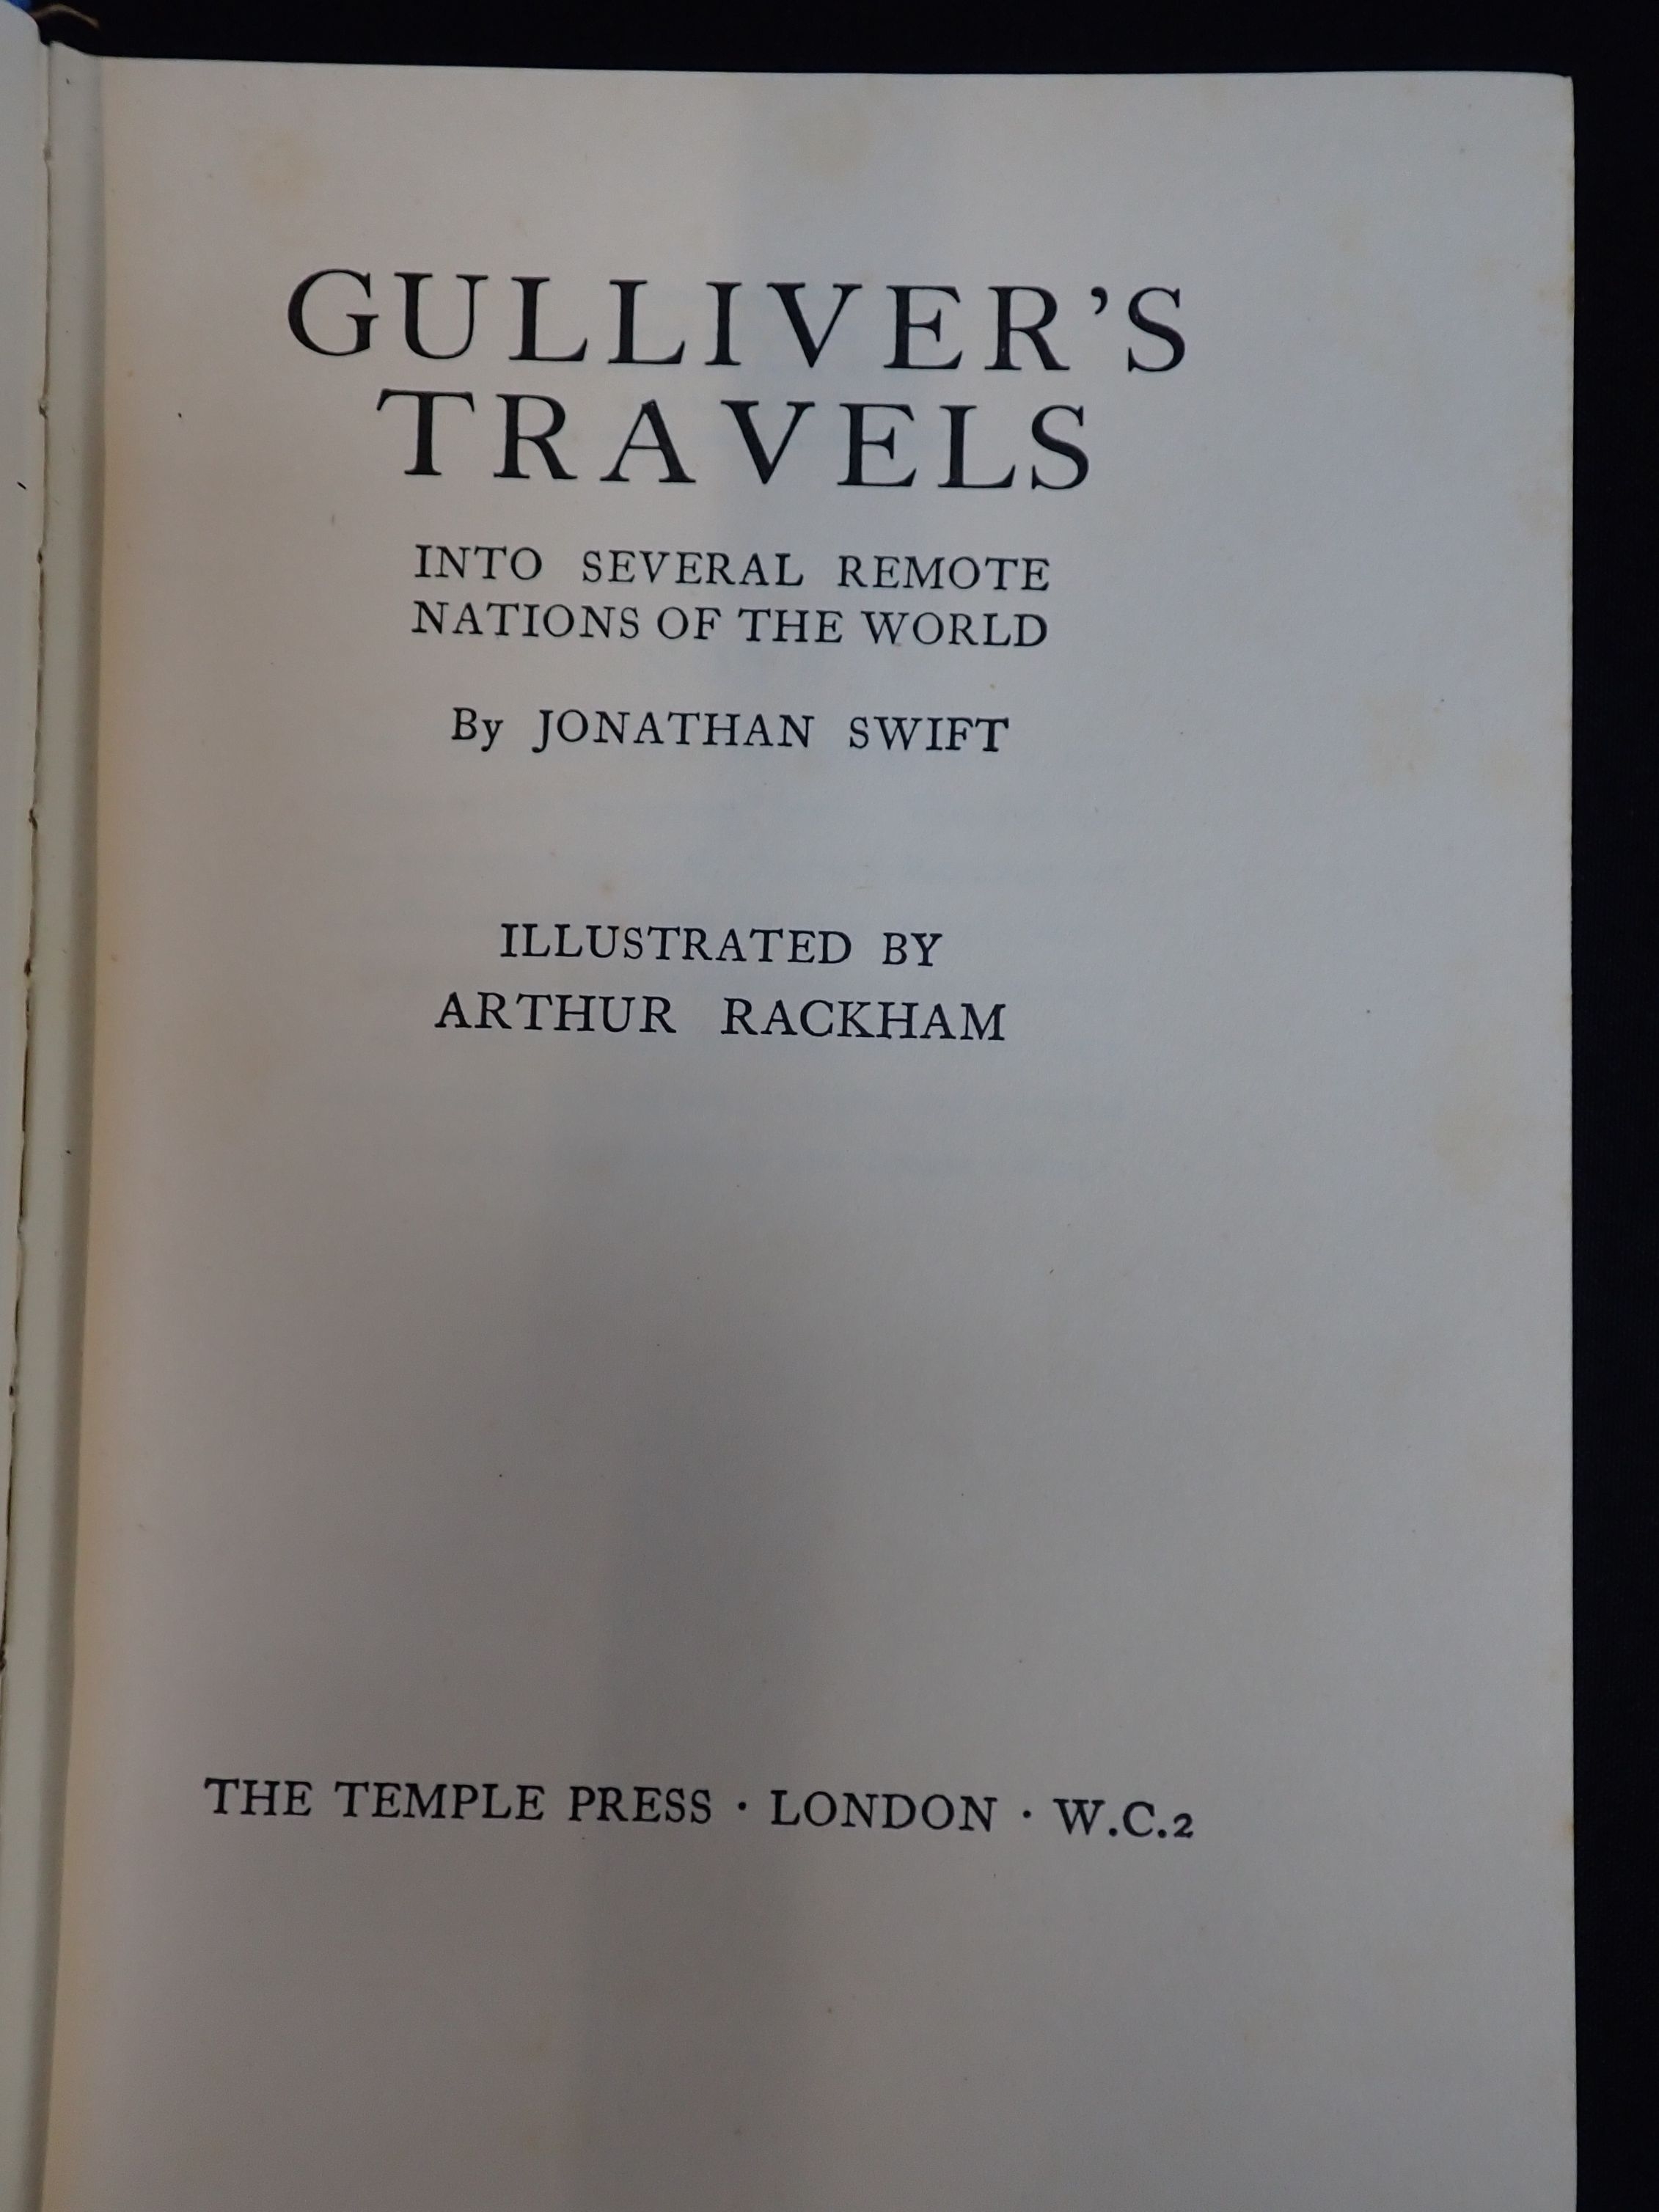 GULLIVER'S
TRAVELS
INTO SEVERAL REMOTE
NATIONS OF THE WORLD
By JONATHAN SWIFT
ILLUSTRATED BY
ARTHUR RACKHAM
THE TEMPLE PRESS · LONDON · W.C.2